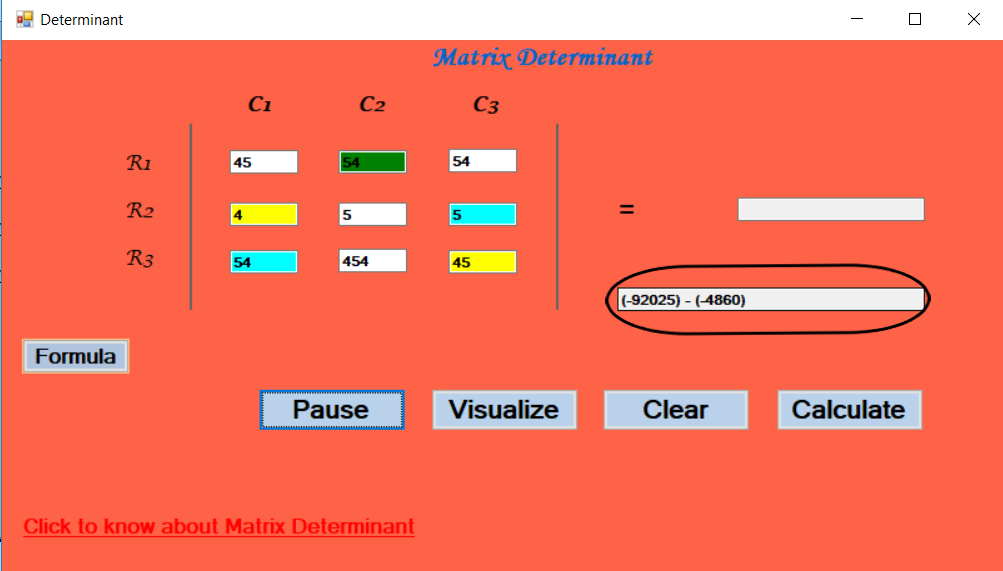 Determinant
Matrix Determinant
C1 C2 C3
R1 45 54 54
R2 4 5 5
=
R3 54 454 45
(-92025) - (-4860)
Formula
Pause Visualize Clear Calculate
Click to know about Matrix Determinant